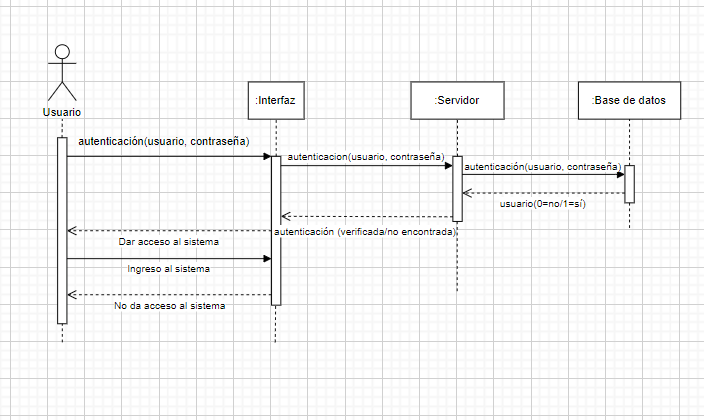 Usuario
:Interfaz
:Servidor
:Base de datos
autenticación(usuario, contraseña)
autenticacion(usuario, contraseña)
autenticación(usuario, contraseña)
usuario(0=no/1=sí)
autenticación (verificada/no encontrada)
Dar acceso al sistema
Ingreso al sistema
No da acceso al sistema